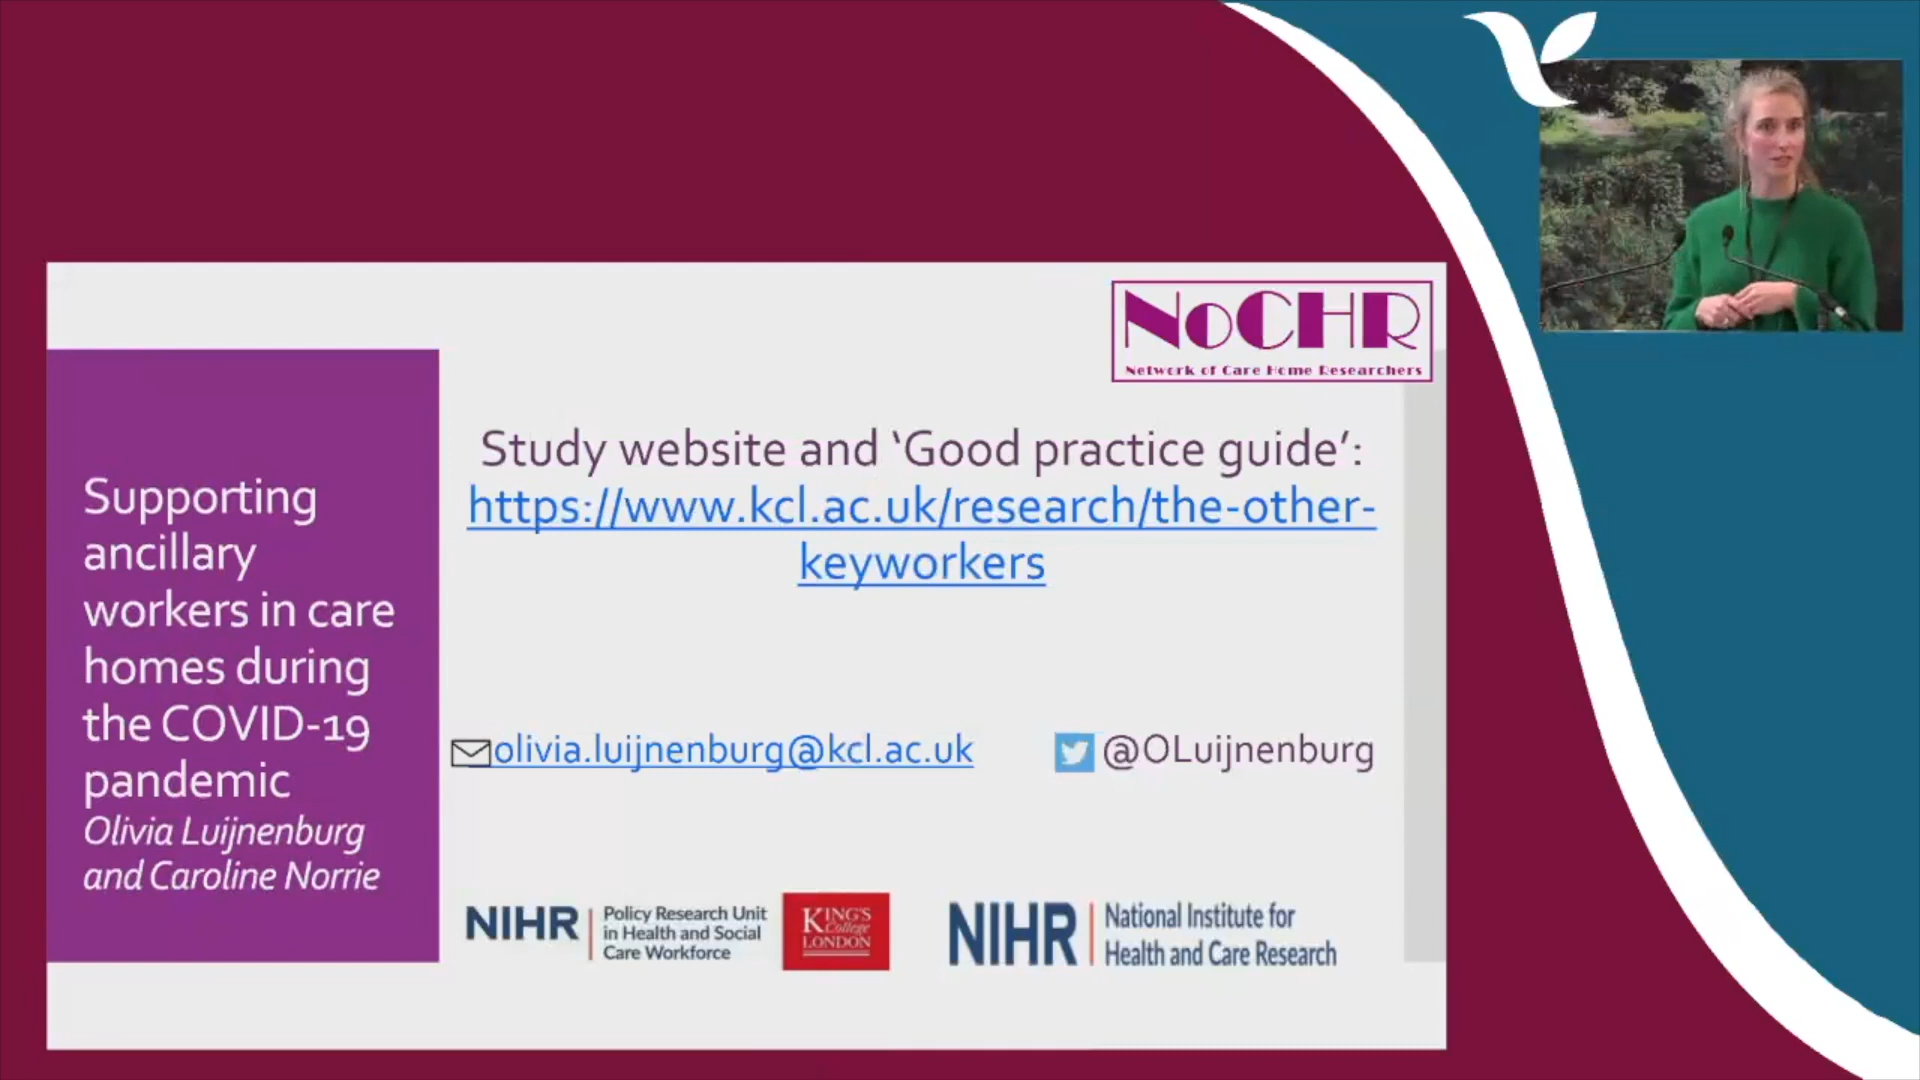 NoCHR
Network of Care Home Researchers
Supporting
ancillary
workers in care
homes during
the COVID-19
pandemic
Olivia Luijnenburg
and Caroline Norrie
Study website and ‘Good practice guide’:
https://www.kcl.ac.uk/research/the-other-
keyworkers
olivia.luijnenburg@kcl.ac.uk
@OLuijnenburg
NIHR
Policy Research Unit
in Health and Social
Care Workforce
KING'S
College
LONDON
NIHR
National Institute for
Health and Care Research